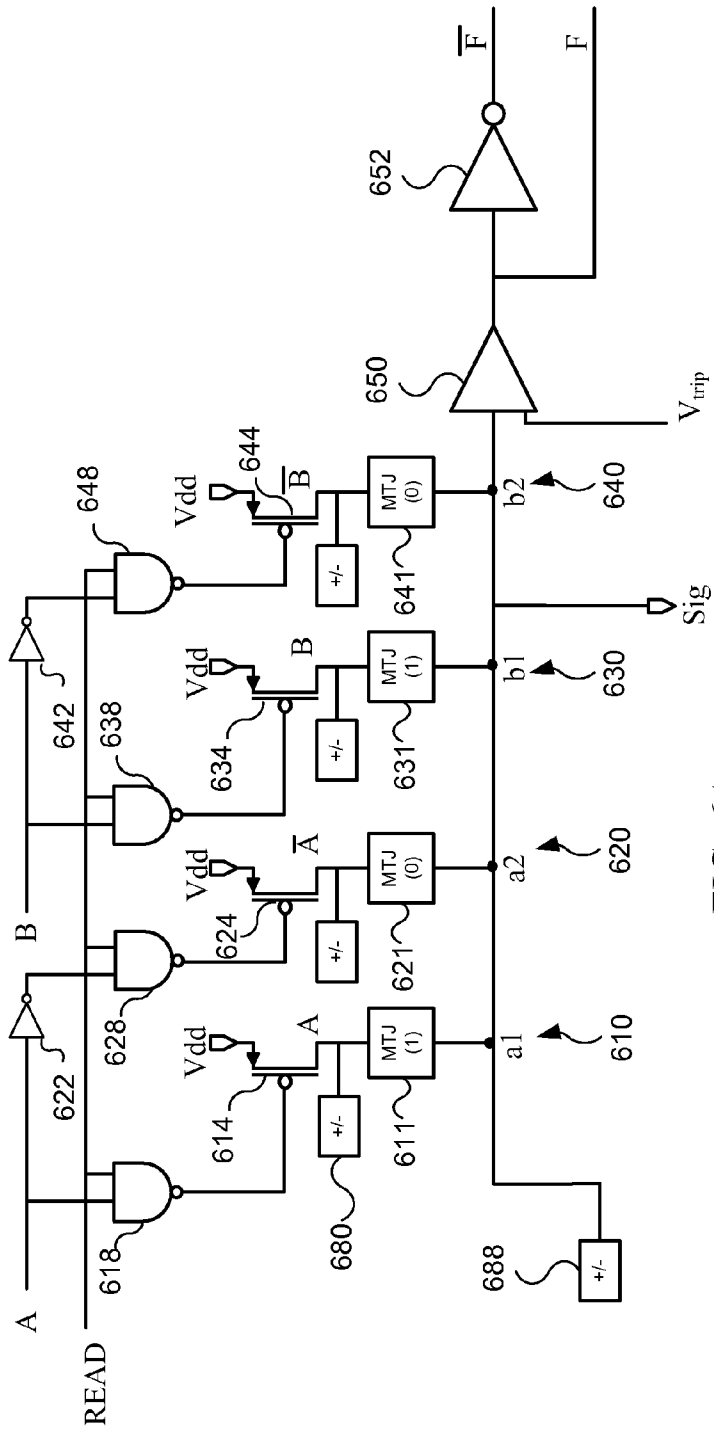 A
READ
B
622
642
618
628
638
648
Vdd
Vdd
Vdd
Vdd
614
624
634
644
A
A
B
B
680
+/-
+/-
+/-
+/-
MTJ
(1)
MTJ
(0)
MTJ
(1)
MTJ
(0)
611
621
631
641
650
652
F
F
688
+/-
a1
a2
b1
b2
610
620
630
640
Sig
Vtrip